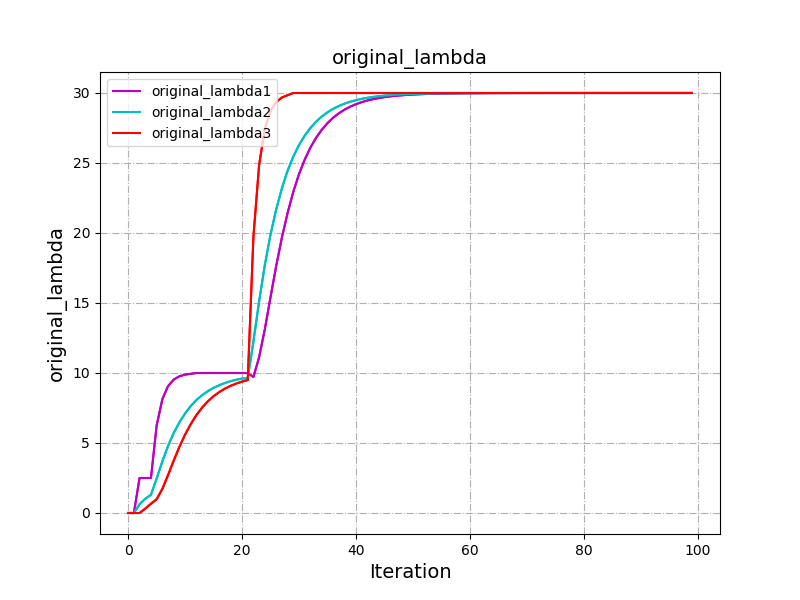 original_lambda
original_lambda1
original_lambda2
original_lambda3
original_lambda
30
25
20
15
10
5
0
0 20 40 60 80 100
Iteration